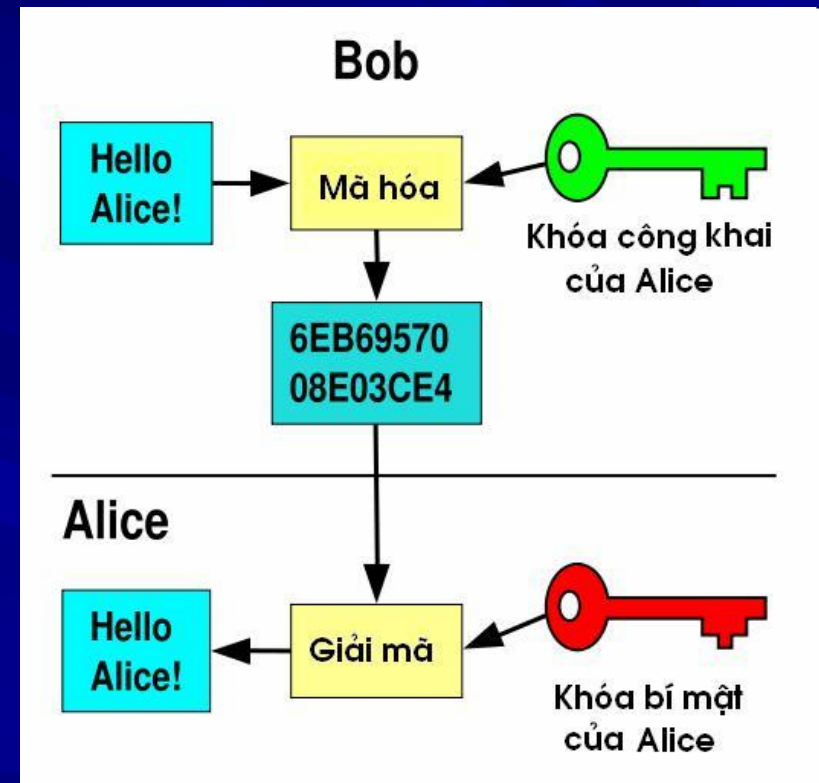 Bob
Hello
Alice!
Mã hóa
Khóa công khai
của Alice
6EB69570
08E03CE4
Alice
Hello
Alice!
Giải mã
Khóa bí mật
của Alice